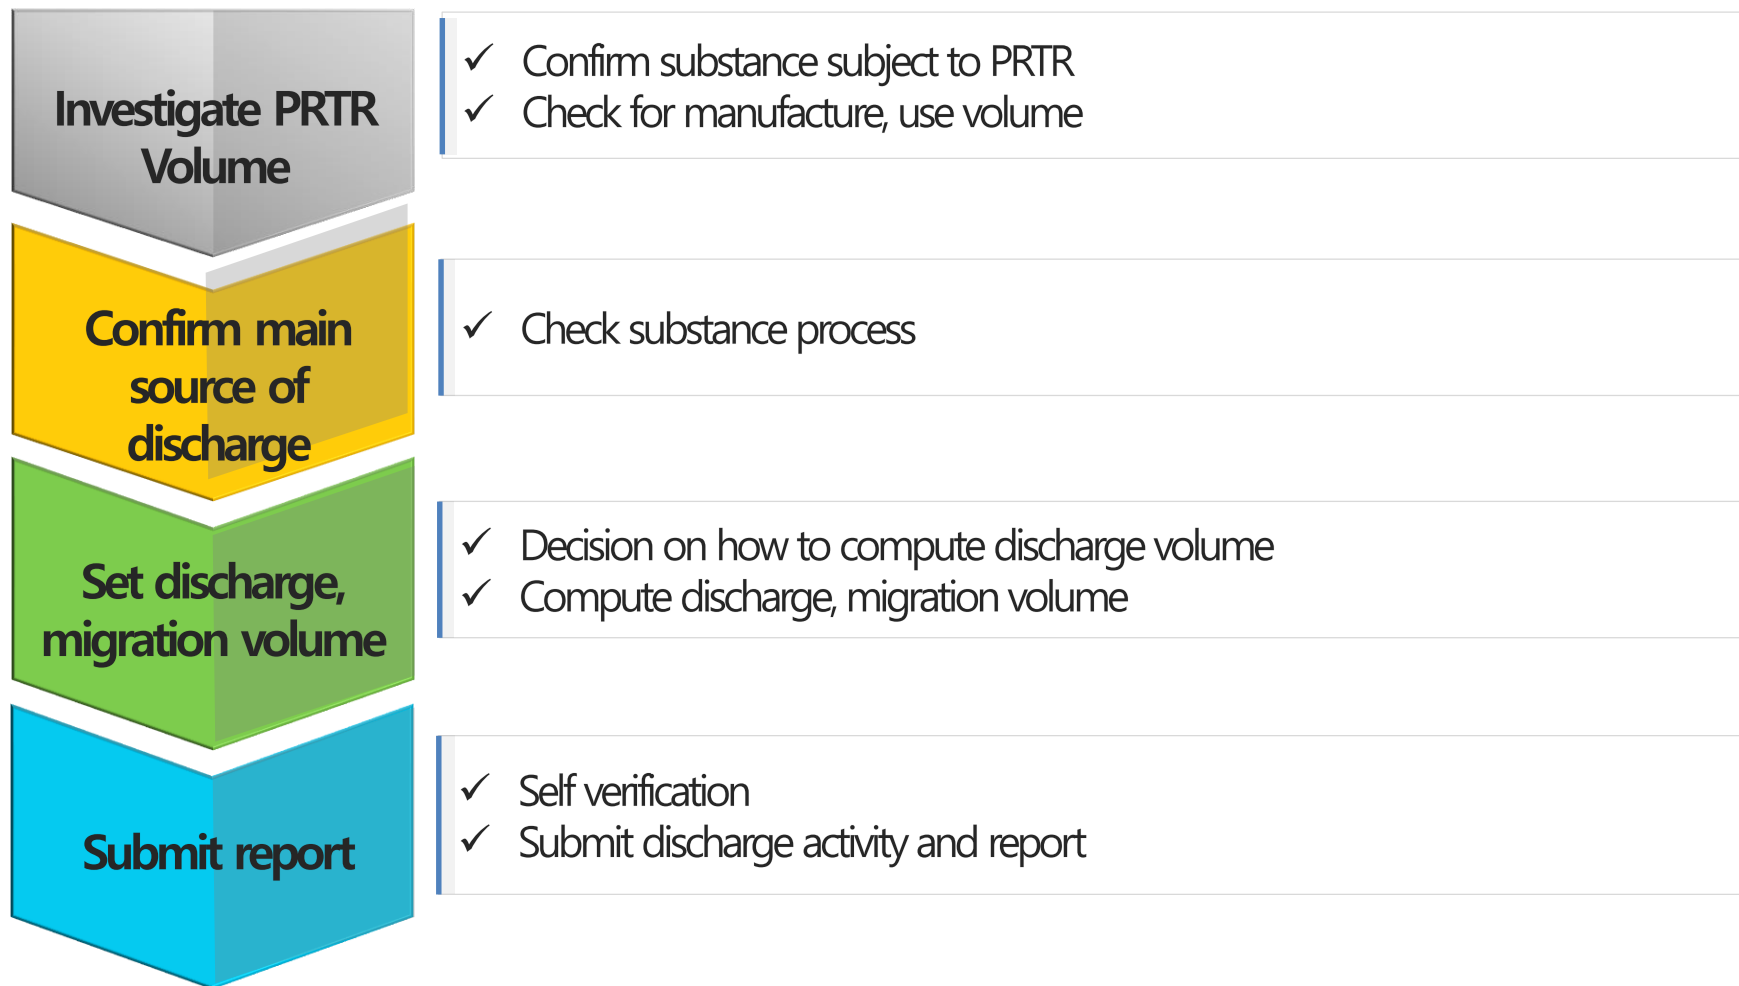 Investigate PRTR
Volume
✓ Confirm substance subject to PRTR
✓ Check for manufacture, use volume
Confirm main
source of
discharge
✓ Check substance process
Set discharge,
migration volume
✓ Decision on how to compute discharge volume
✓ Compute discharge, migration volume
Submit report
✓ Self verification
✓ Submit discharge activity and report